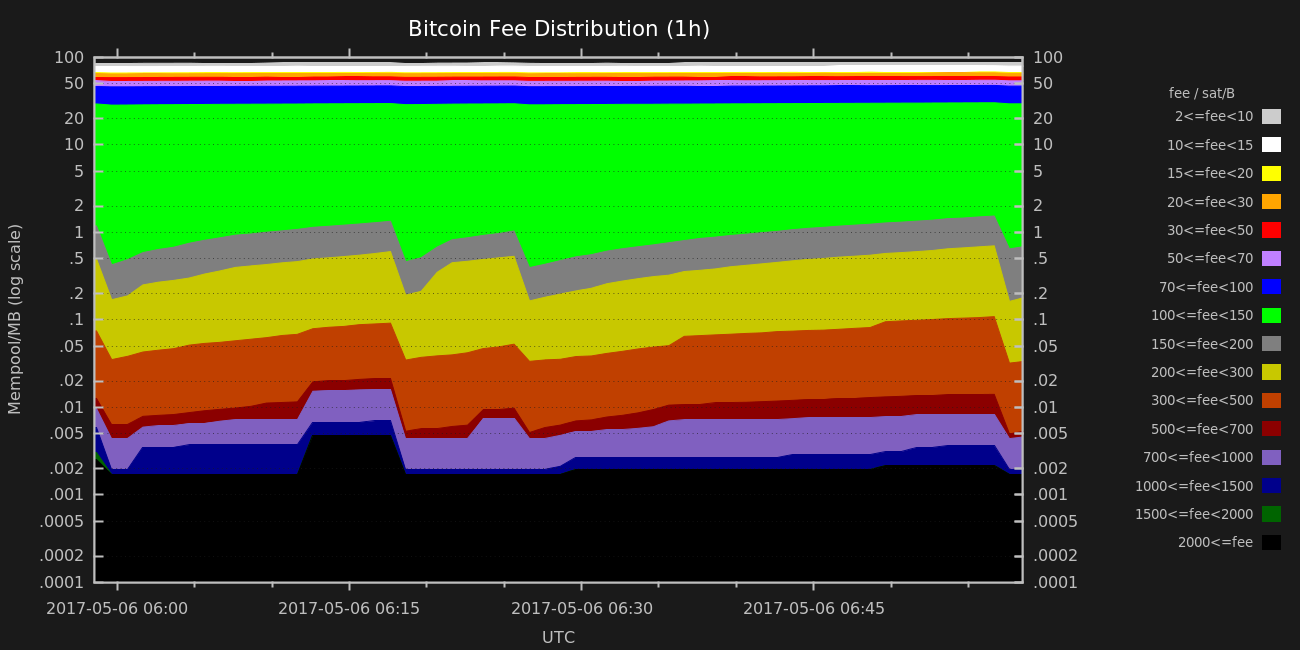 Bitcoin Fee Distribution (1h)
Mempool/MB (log scale)
100
50
20
10
5
2
1
.5
.2
.1
.05
.02
.01
.005
.002
.001
.0005
.0002
.0001
100
50
20
10
5
2
1
.5
.2
.1
.05
.02
.01
.005
.002
.001
.0005
.0002
.0001
2017-05-06 06:00
2017-05-06 06:15
2017-05-06 06:30
2017-05-06 06:45
UTC
fee / sat/B
2<=fee<10
10<=fee<15
15<=fee<20
20<=fee<30
30<=fee<50
50<=fee<70
70<=fee<100
100<=fee<150
150<=fee<200
200<=fee<300
300<=fee<500
500<=fee<700
700<=fee<1000
1000<=fee<1500
1500<=fee<2000
2000<=fee